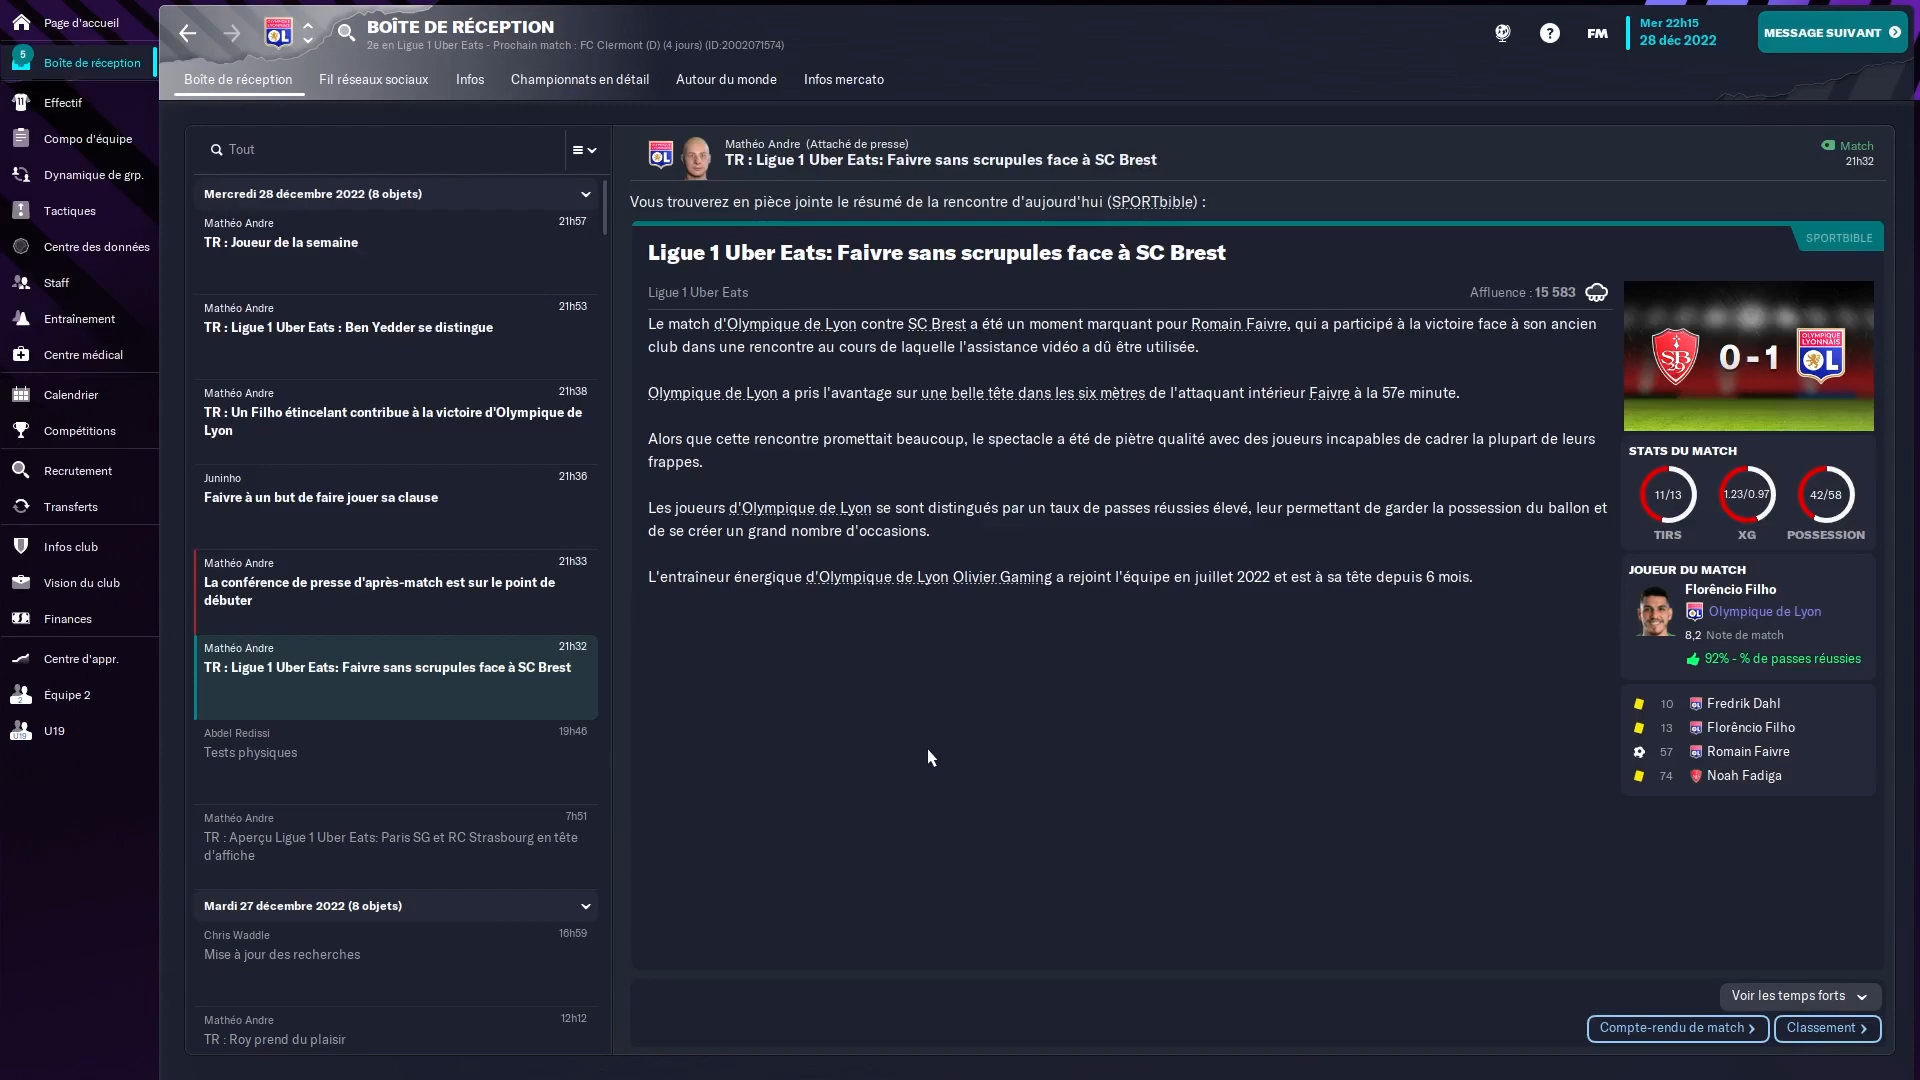 Page d'accueil
5
Boîte de réception
Effectif
Compo d'équipe
Dynamique de grp.
Tactiques
Centre des données
Staff
Entraînement
Centre médical
Calendrier
Compétitions
Recrutement
Transferts
Infos club
Vision du club
Finances
Centre d'appr.
Équipe 2
U19
BOÎTE DE RÉCEPTION
2e en Ligue 1 Uber Eats - Prochain match : FC Clermont (D) (4 jours) (ID:2002071574)
FM
Mer 22h15
28 déc 2022
MESSAGE SUIVANT
Boîte de réception
Fil réseaux sociaux
Infos
Championnats en détail
Autour du monde
Infos mercato
Tout
Mercredi 28 décembre 2022 (8 objets)
Mathéo Andre 21h57
TR : Joueur de la semaine
Mathéo Andre 21h53
TR : Ligue 1 Uber Eats : Ben Yedder se distingue
Mathéo Andre 21h38
TR : Un Filho étincelant contribue à la victoire d'Olympique de
Lyon
Juninho 21h36
Faivre à un but de faire jouer sa clause
Mathéo Andre 21h33
La conférence de presse d'après-match est sur le point de
débuter
Mathéo Andre 21h32
TR : Ligue 1 Uber Eats: Faivre sans scrupules face à SC Brest
Abdel Redissi 19h46
Tests physiques
Mathéo Andre 7h51
TR : Aperçu Ligue 1 Uber Eats: Paris SG et RC Strasbourg en tête
d'affiche
Mardi 27 décembre 2022 (8 objets)
Chris Waddle 16h59
Mise à jour des recherches
Mathéo Andre 12h12
TR : Roy prend du plaisir
Mathéo Andre (Attaché de presse)
TR : Ligue 1 Uber Eats: Faivre sans scrupules face à SC Brest
Match
21h32
Vous trouverez en pièce jointe le résumé de la rencontre d'aujourd'hui (SPORTbible) :
SPORTBIBLE
Ligue 1 Uber Eats: Faivre sans scrupules face à SC Brest
Ligue 1 Uber Eats
Affluence : 15 583
Le match d'Olympique de Lyon contre SC Brest a été un moment marquant pour Romain Faivre, qui a participé à la victoire face à son ancien
club dans une rencontre au cours de laquelle l'assistance vidéo a dû être utilisée.
Olympique de Lyon a pris l'avantage sur une belle tête dans les six mètres de l'attaquant intérieur Faivre à la 57e minute.
Alors que cette rencontre promettait beaucoup, le spectacle a été de piètre qualité avec des joueurs incapables de cadrer la plupart de leurs
frappes.
Les joueurs d'Olympique de Lyon se sont distingués par un taux de passes réussies élevé, leur permettant de garder la possession du ballon et
de se créer un grand nombre d'occasions.
L'entraîneur énergique d'Olympique de Lyon Olivier Gaming a rejoint l'équipe en juillet 2022 et est à sa tête depuis 6 mois.
0 - 1
STATS DU MATCH
11/13
1.23/0.97
42/58
TIRS
XG
POSSESSION
JOUEUR DU MATCH
Florêncio Filho
Olympique de Lyon
8,2 Note de match
92% - % de passes réussies
10 Fredrik Dahl
13 Florêncio Filho
57 Romain Faivre
74 Noah Fadiga
Voir les temps forts
Compte-rendu de match
Classement